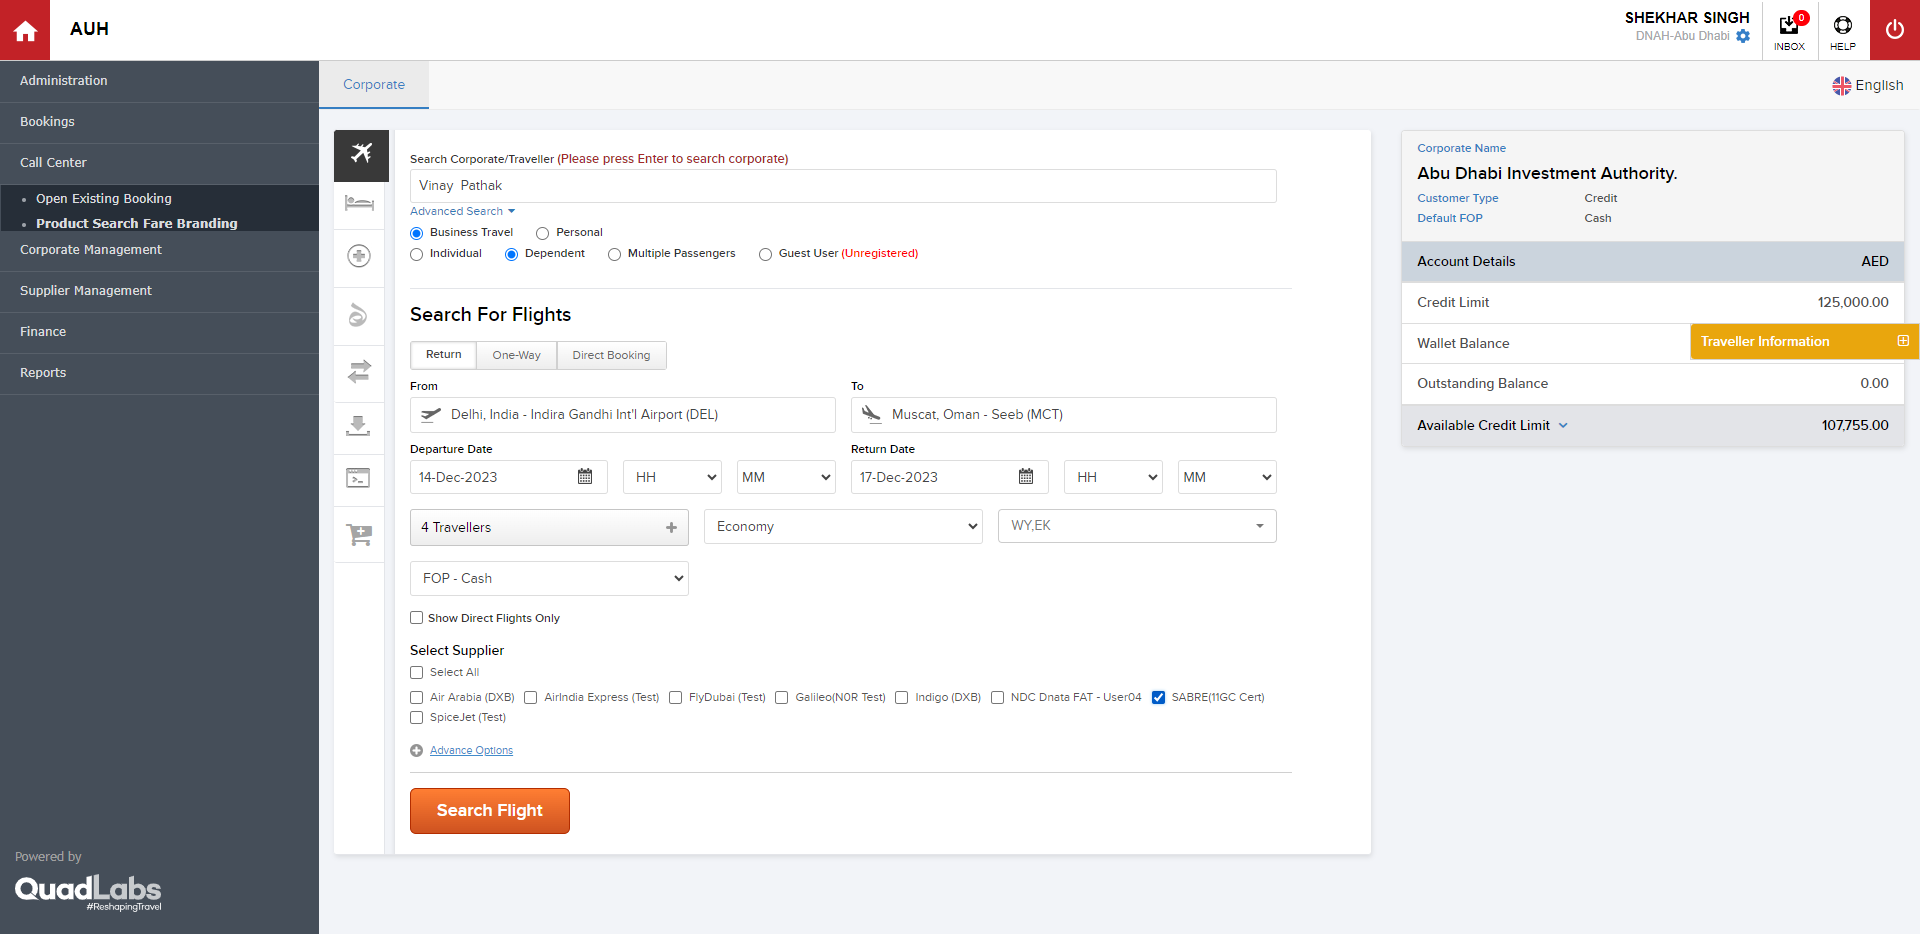 AUH
SHEKHAR SINGH
DNAH-Abu Dhabi
0
INBOX
HELP
Administration
Bookings
Call Center
Open Existing Booking
Product Search Fare Branding
Corporate Management
Supplier Management
Finance
Reports
Powered by
QuadLabs
#ReshapingTravel
Corporate
English
Search Corporate/Traveller (Please press Enter to search corporate)
Vinay  Pathak
Advanced Search
Business Travel Personal
Individual Dependent Multiple Passengers Guest User (Unregistered)
Search For Flights
Return One-Way Direct Booking
From To
Delhi, India - Indira Gandhi Int'l Airport (DEL) Muscat, Oman - Seeb (MCT)
Departure Date Return Date
14-Dec-2023 HH MM 17-Dec-2023 HH MM
4 Travellers Economy WY,EK
FOP - Cash
Show Direct Flights Only
Select Supplier
Select All
Air Arabia (DXB) AirIndia Express (Test) FlyDubai (Test) Galileo(N0R Test) Indigo (DXB) NDC Dnata FAT - User04 SABRE(11GC Cert)
SpiceJet (Test)
Advance Options
Search Flight
Corporate Name
Abu Dhabi Investment Authority.
Customer Type Credit
Default FOP Cash
Account Details AED
Credit Limit 125,000.00
Wallet Balance
Traveller Information
Outstanding Balance 0.00
Available Credit Limit 107,755.00